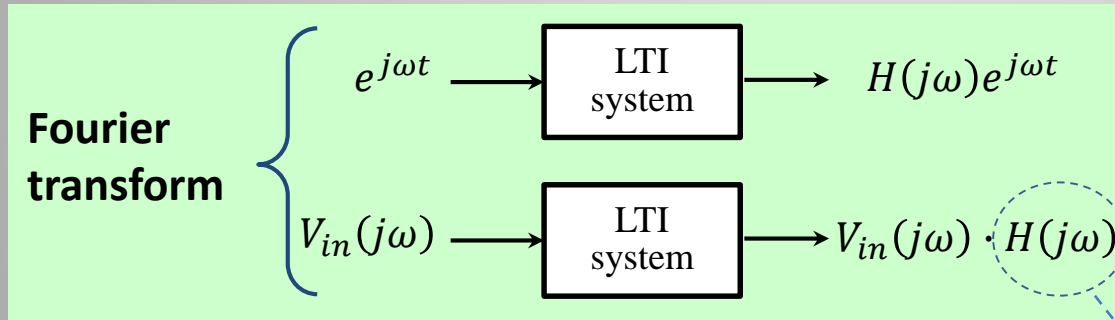 Fourier
transform
e^{jωt}
LTI
system
H(jω)e^{jωt}
V_{in}(jω)
LTI
system
V_{in}(jω) · H(jω)